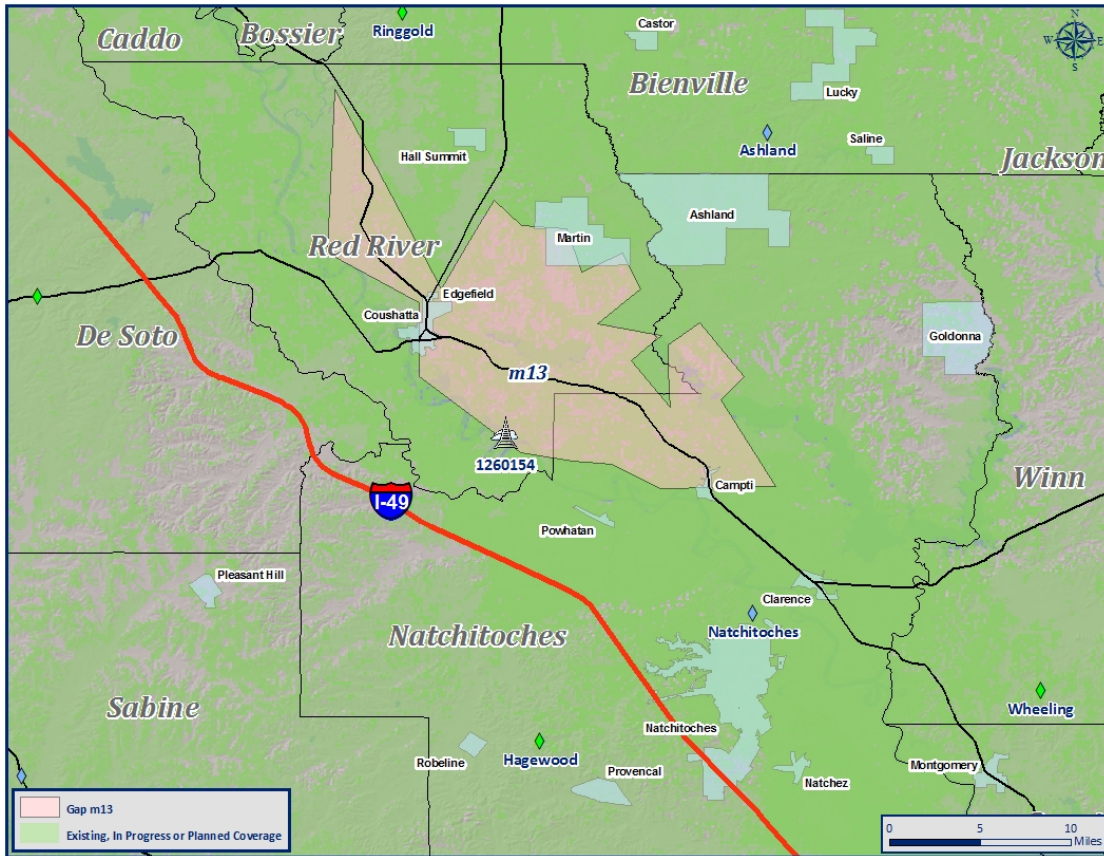 Caddo
Bossier
Ringgold
Castor
N
W
E
S
Bienville
Lucky
Ashland
Saline
Hall Summit
Jackson
Ashland
Martin
Red River
Edgefield
Coushatta
De Soto
Goldonna
m13
1260154
Campti
Winn
I-49
Powhatan
Pleasant Hill
Clarence
Natchitoches
Natchitoches
Sabine
Wheeling
Natchitoches
Robeline
Hagewood
Provencal
Natchez
Montgomery
Gap m13
Existing, In Progress or Planned Coverage
0 5 10
Miles